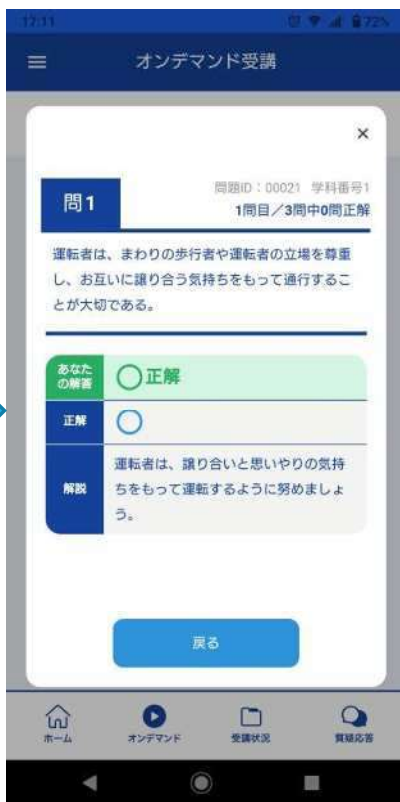 17:11
72%
オンデマンド受講
×
問題ID：00021 学科番号1
問1
1問目／3問中0問正解
運転者は、まわりの歩行者や運転者の立場を尊重
し、お互いに譲り合う気持ちをもって通行するこ
とが大切である。
あなた
の解答
〇正解
正解
〇
解説
運転者は、譲り合いと思いやりの気持
ちをもって運転するように努めましょ
う。
戻る
ホーム
オンデマンド
受講状況
質疑応答